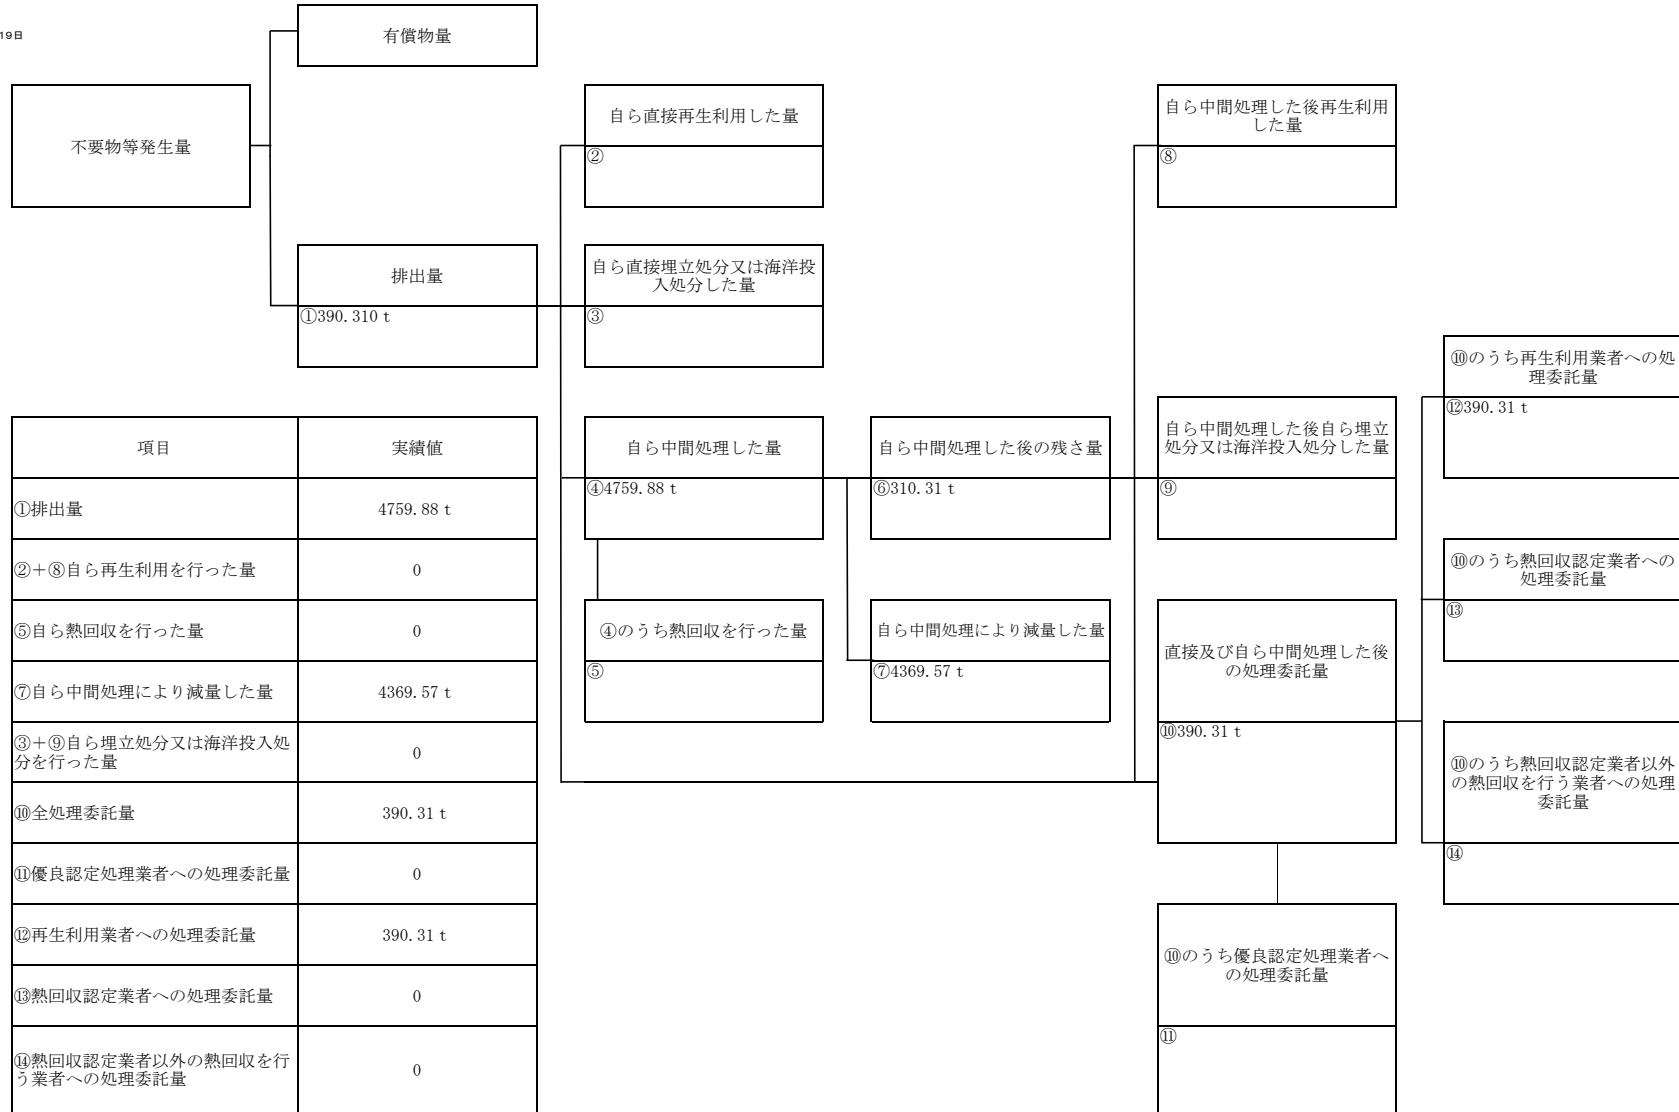 19日
有償物量
不要物等発生量
排出量
①390.310ｔ
自ら直接再生利用した量
②
自ら直接埋立処分又は海洋投
入処分した量
③
自ら中間処理した後再生利用
した量
⑧
項目
実績値
①排出量
4759.88ｔ
②＋⑧自ら再生利用を行った量
0
⑤自ら熱回収を行った量
0
⑦自ら中間処理により減量した量
4369.57ｔ
③＋⑨自ら埋立処分又は海洋投入処
分を行った量
0
⑩全処理委託量
390.31ｔ
⑪優良認定処理業者への処理委託量
0
⑫再生利用業者への処理委託量
390.31ｔ
⑬熱回収認定業者への処理委託量
0
⑭熱回収認定業者以外の熱回収を行
う業者への処理委託量
0
自ら中間処理した量
④4759.88ｔ
④のうち熱回収を行った量
⑤
自ら中間処理した後の残さ量
⑥310.31ｔ
自ら中間処理により減量した量
⑦4369.57ｔ
自ら中間処理した後自ら埋立
処分又は海洋投入処分した量
⑨
直接及び自ら中間処理した後
の処理委託量
⑩390.31ｔ
⑩のうち優良認定処理業者へ
の処理委託量
⑪
⑩のうち再生利用業者への処
理委託量
⑫390.31ｔ
⑩のうち熱回収認定業者への
処理委託量
⑬
⑩のうち熱回収認定業者以外
の熱回収を行う業者への処理
委託量
⑭